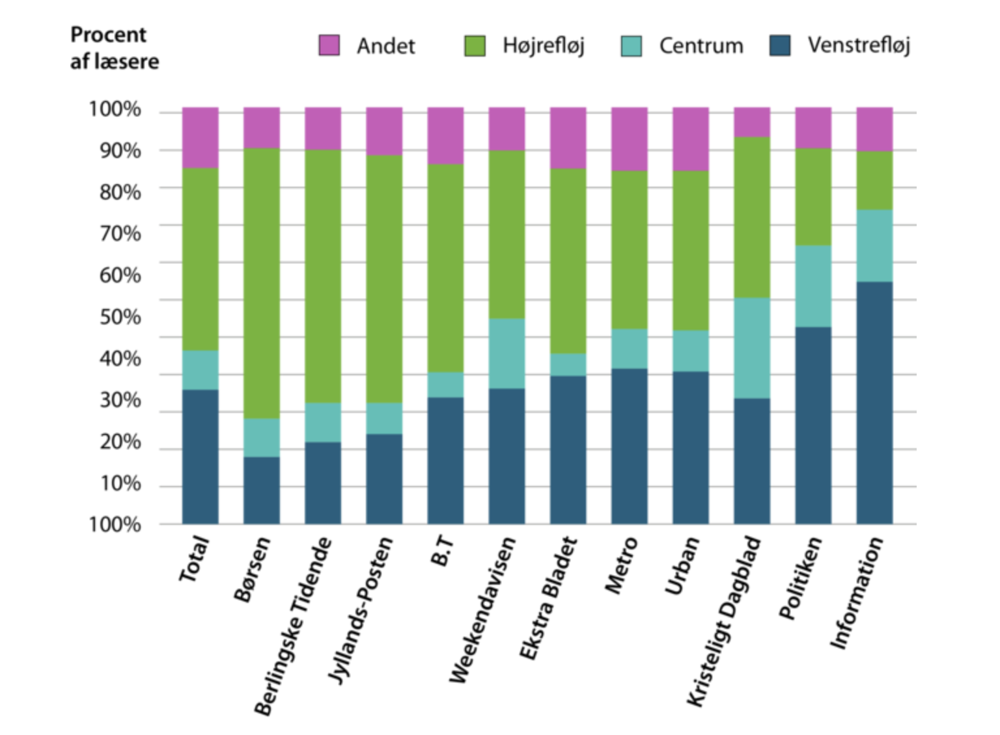 Procent
af læsere
Andet
Højrefløj
Centrum
Venstrefløj
100%
90%
80%
70%
60%
50%
40%
30%
20%
10%
100%
Total
Børsen
Berlingske Tidende
Jyllands-Posten
B.T
Weekendavisen
Ekstra Bladet
Metro
Urban
Kristeligt Dagblad
Politiken
Information